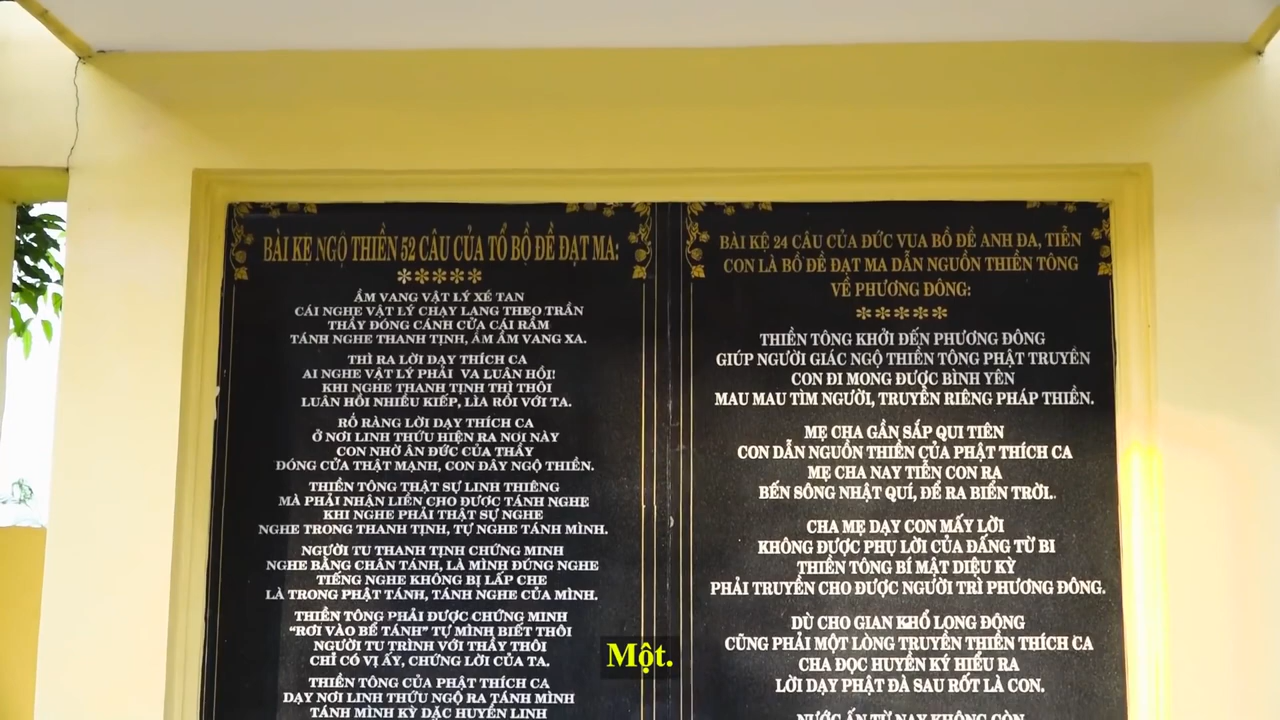 BÀI KỆ NGỘ THIỀN 52 CÂU CỦA TỔ BỒ ĐỀ ĐẠT MA:
ẦM VANG VẬT LÝ XÉ TAN
CÁI NGHE VẬT LÝ CHẠY LANG THEO TRẦN
THẦY ĐÓNG CÁNH CỬA CÁI RẦM
TÁNH NGHE THANH TỊNH, ẦM ẦM VANG XA.
THÌ RA LỜI DẠY THÍCH CA
AI NGHE VẬT LÝ PHẢI VA LUÂN HỒI!
KHI NGHE THANH TỊNH THÌ THÔI
LUÂN HỒI NHIỀU KIẾP, LÌA RỒI VỚI TA.
RỐ RÀNG LỜI DẠY THÍCH CA
Ở NƠI LINH THỨU HIỆN RA NƠI NÀY
CON NHỜ ÂN ĐỨC CỦA THẦY
ĐÓNG CỬA THẬT MẠNH, CON ĐÂY NGỘ THIỀN.
THIỀN TÔNG THẬT SỰ LINH THIÊNG
MÀ PHẢI NHẬN LIỀN CHO ĐƯỢC TÁNH NGHE
KHI NGHE PHẢI THẬT SỰ NGHE
NGHE TRONG THANH TỊNH, TỰ NGHE TÁNH MÌNH.
NGƯỜI TU THANH TỊNH CHỨNG MINH
NGHE BẰNG CHÂN TÁNH, LÀ MÌNH ĐÚNG NGHE
TIẾNG NGHE KHÔNG BỊ LẤP CHE
LÀ TRONG PHẬT TÁNH, TÁNH NGHE CỦA MÌNH.
THIỀN TÔNG PHẢI ĐƯỢC CHỨNG MINH
“RƠI VÀO BỂ TÁNH” TỰ MÌNH BIẾT THÔI
NGƯỜI TU TRÌNH VỚI THẦY THÔI
CHỈ CÓ VỊ ẤY, CHỨNG LỜI CỦA TA.
THIỀN TÔNG CỦA PHẬT THÍCH CA
DẠY NƠI LINH THỨU NGỘ RA TÁNH MÌNH
TÁNH MÌNH KỲ ĐẶC HUYỀN LINH
BÀI KỆ 24 CÂU CỦA ĐỨC VUA BỒ ĐỀ ANH DA, TIỄN
CON LÀ BỒ ĐỀ ĐẠT MA DẪN NGUỒN THIỀN TÔNG
VỀ PHƯƠNG ĐÔNG:
THIỀN TÔNG KHỞI ĐẾN PHƯƠNG ĐÔNG
GIÚP NGƯỜI GIÁC NGỘ THIỀN TÔNG PHẬT TRUYỀN
CON ĐI MONG ĐƯỢC BÌNH YÊN
MAU MAU TÌM NGƯỜI, TRUYỀN RIÊNG PHÁP THIỀN.
MẸ CHA GẦN SẮP QUI TIÊN
CON DẪN NGUỒN THIỀN CỦA PHẬT THÍCH CA
MẸ CHA NAY TIỄN CON RA
BẾN SÔNG NHẬT QUÍ, ĐỂ RA BIỂN TRỜI.
CHA MẸ DẠY CON MẤY LỜI
KHÔNG ĐƯỢC PHỤ LỜI CỦA ĐẤNG TỪ BI
THIỀN TÔNG BÍ MẬT DIỆU KỲ
PHẢI TRUYỀN CHO ĐƯỢC NGƯỜI TRÌ PHƯƠNG ĐÔNG.
DÙ CHO GIAN KHỔ LONG ĐỘNG
CŨNG PHẢI MỘT LÒNG TRUYỀN THIỀN THÍCH CA
CHA ĐỌC HUYỀN KÝ HIỂU RA
LỜI DẠY PHẬT ĐÀ SAU RỐT LÀ CON.
NƯỚC ẤN TỪ NAY KHÔNG CÒN
Một.